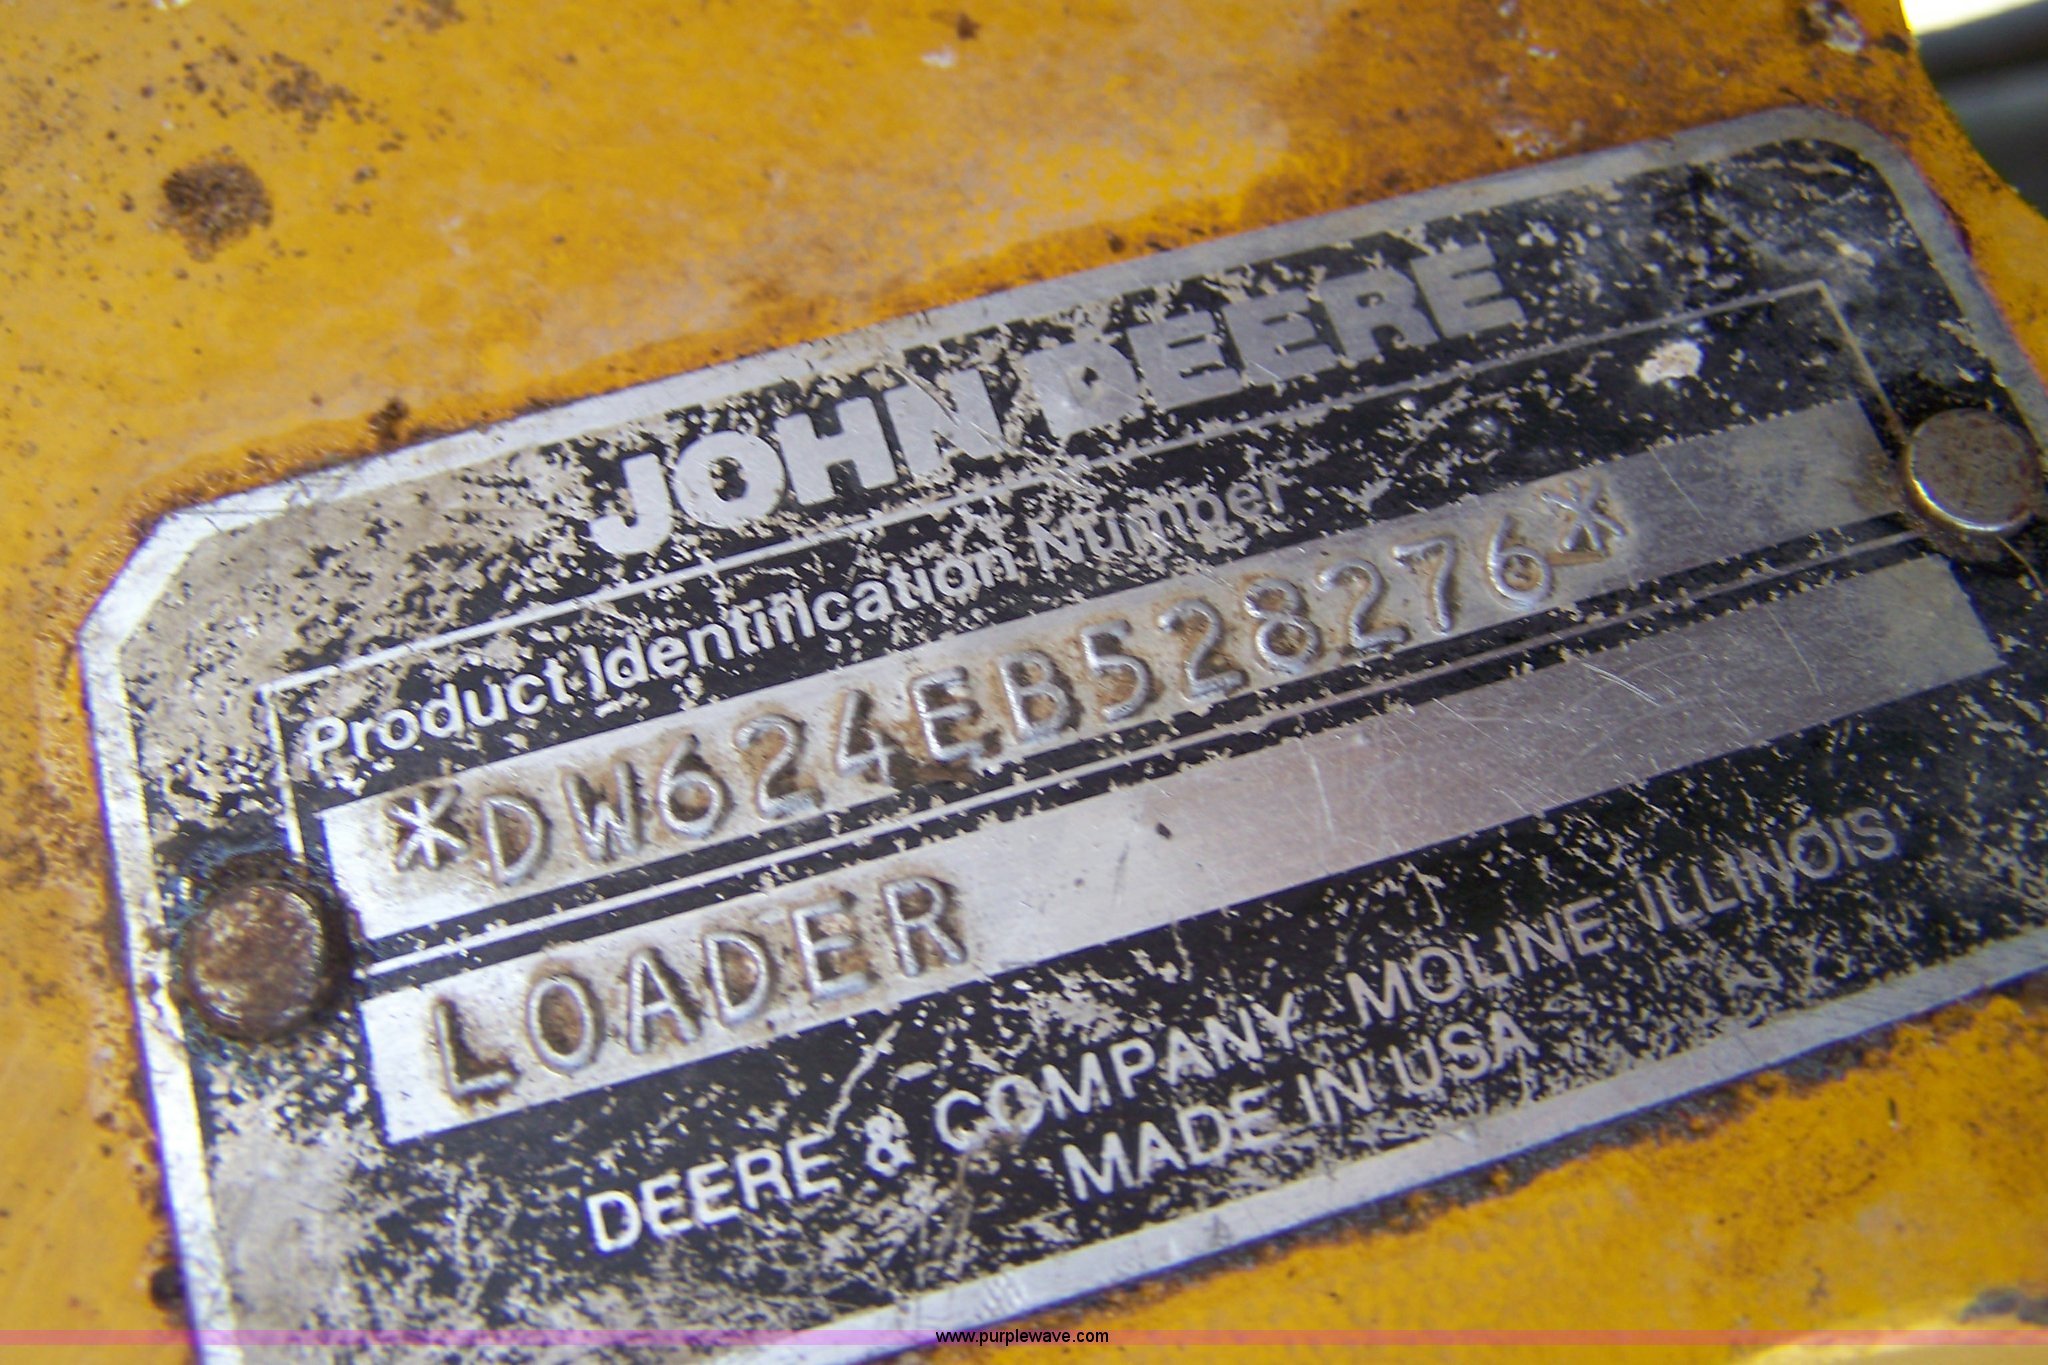 JOHN DEERE
Product Identification Number
*DW624EB528276*
LOADER
DEERE & COMPANY MOLINE ILLINOIS
MADE IN USA
www.purplewave.com